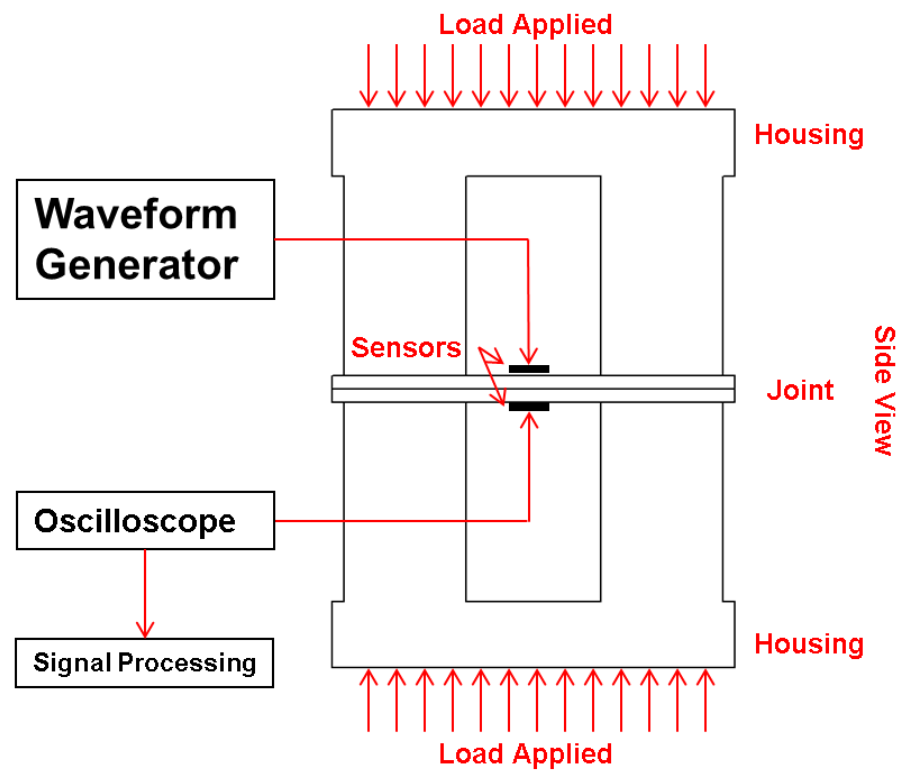 Load Applied
Housing
Waveform
Generator
Sensors
Joint
Side View
Oscilloscope
Signal Processing
Housing
Load Applied